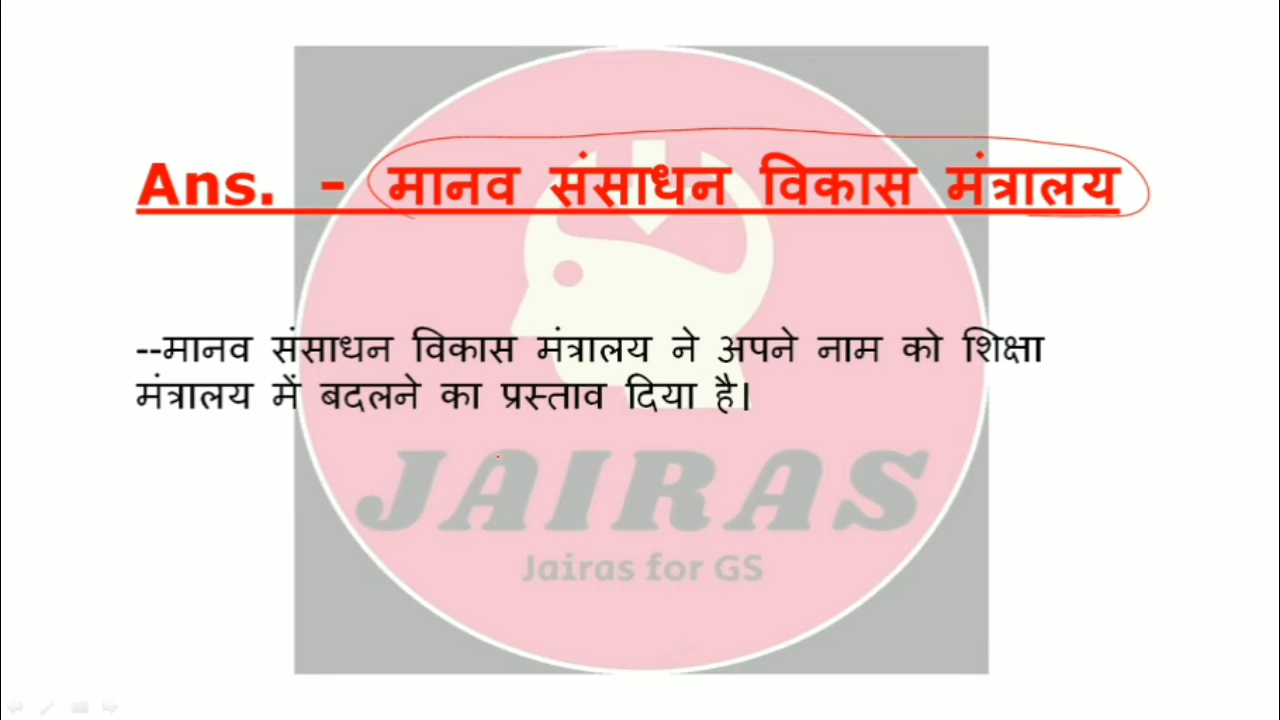 Ans. - मानव संसाधन विकास मंत्रालय
--मानव संसाधन विकास मंत्रालय ने अपने नाम को शिक्षा
मंत्रालय में बदलने का प्रस्ताव दिया है।
JAIRAS
Jairas for GS